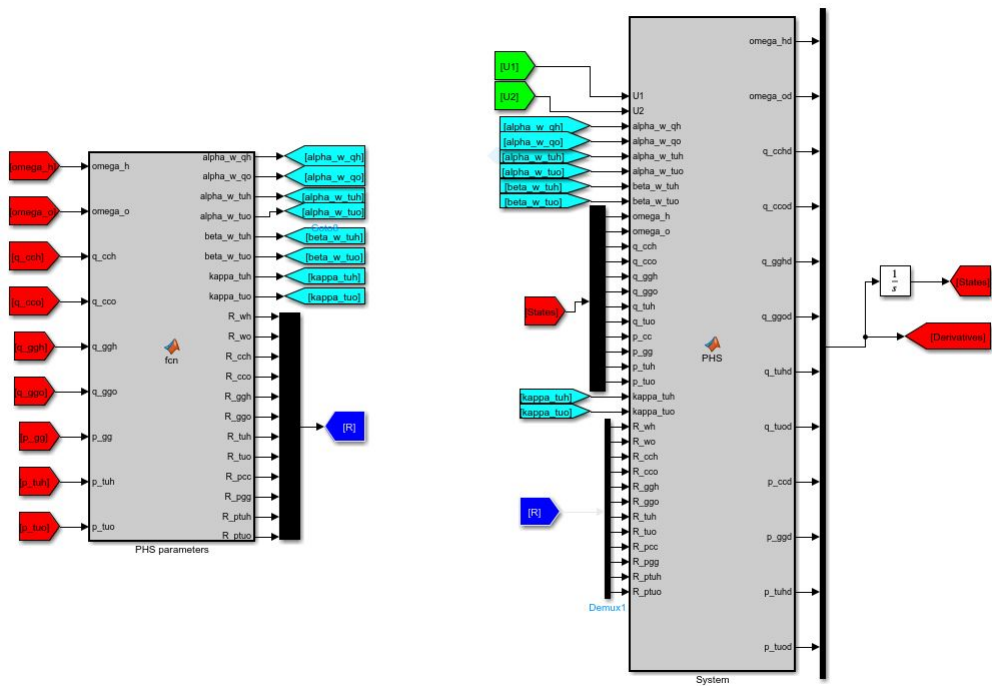 [omega_h]
[omega_o]
[q_cch]
[q_cco]
[q_ggh]
[q_ggo]
[p_gg]
[p_tuh]
[p_tuo]
omega_h
omega_o
q_cch
q_cco
q_ggh
q_ggo
p_gg
p_tuh
p_tuo
fcn
alpha_w_qh
alpha_w_qo
alpha_w_tuh
alpha_w_tuo
beta_w_tuh
beta_w_tuo
kappa_tuh
kappa_tuo
R_wh
R_wo
R_cch
R_cco
R_ggh
R_ggo
R_tuh
R_tuo
R_pcc
R_pgg
R_ptuh
R_ptuo
PHS parameters
[alpha_w_qh]
[alpha_w_qo]
[alpha_w_tuh]
[alpha_w_tuo]
[beta_w_tuh]
[beta_w_tuo]
[kappa_tuh]
[kappa_tuo]
[R]
[U1]
[U2]
[alpha_w_qh]
[alpha_w_qo]
[alpha_w_tuh]
[alpha_w_tuo]
[beta_w_tuh]
[beta_w_tuo]
[States]
[kappa_tuh]
[kappa_tuo]
[R]
Demux1
U1
U2
alpha_w_qh
alpha_w_qo
alpha_w_tuh
alpha_w_tuo
beta_w_tuh
beta_w_tuo
omega_h
omega_o
q_cch
q_cco
q_ggh
q_ggo
q_tuh
q_tuo
p_cc
p_gg
p_tuh
p_tuo
kappa_tuh
kappa_tuo
R_wh
R_wo
R_cch
R_cco
R_ggh
R_ggo
R_tuh
R_tuo
R_pcc
R_pgg
R_ptuh
R_ptuo
PHS
omega_hd
omega_od
q_cchd
q_ccod
q_gghd
q_ggod
q_tuhd
q_tuod
p_ccd
p_ggd
p_tuhd
p_tuod
System
1
s
[States]
[Derivatives]